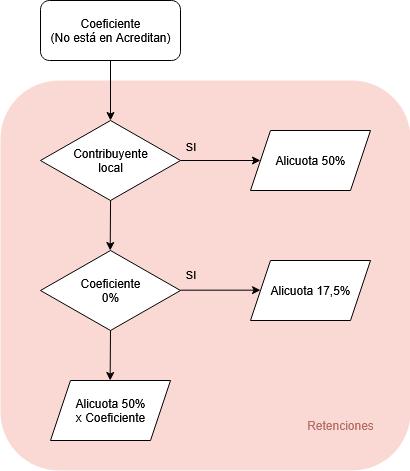 Coeficiente
(No está en Acreditan)
Contribuyente
local
SI
Alicuota 50%
Coeficiente
0%
SI
Alicuota 17,5%
Alicuota 50%
x Coeficiente
Retenciones